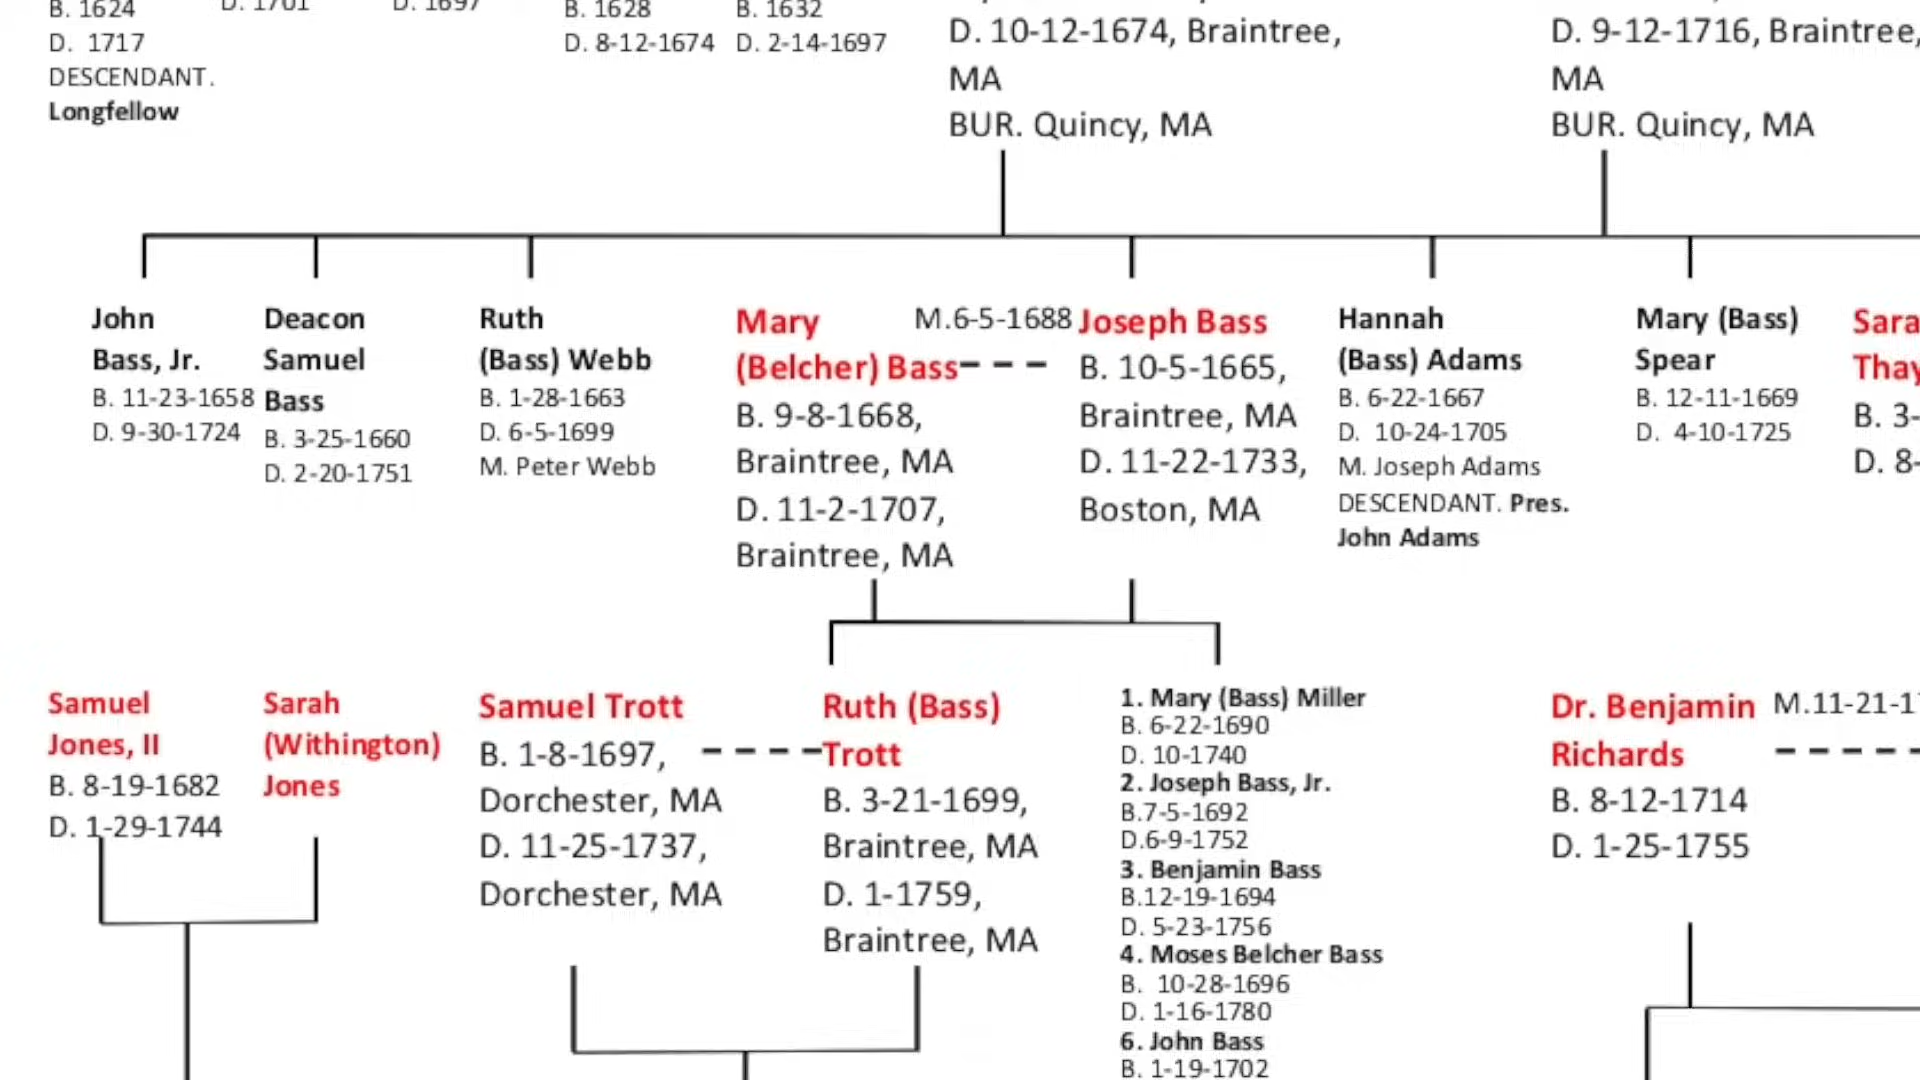 B. 1624
D. 1717
DESCENDANT.
Longfellow
D. 1701
D. 1697
B. 1628
D. 8-12-1674
B. 1632
D. 2-14-1697
D. 10-12-1674, Braintree,
MA
BUR. Quincy, MA
D. 9-12-1716, Braintree,
MA
BUR. Quincy, MA
John
Bass, Jr.
B. 11-23-1658
D. 9-30-1724
Deacon
Samuel
Bass
B. 3-25-1660
D. 2-20-1751
Ruth
(Bass) Webb
B. 1-28-1663
D. 6-5-1699
M. Peter Webb
Mary
(Belcher) Bass
B. 9-8-1668,
Braintree, MA
D. 11-2-1707,
Braintree, MA
M.6-5-1688
Joseph Bass
B. 10-5-1665,
Braintree, MA
D. 11-22-1733,
Boston, MA
Hannah
(Bass) Adams
B. 6-22-1667
D. 10-24-1705
M. Joseph Adams
DESCENDANT. Pres.
John Adams
Mary (Bass)
Spear
B. 12-11-1669
D. 4-10-1725
Sara
Thay
B. 3-
D. 8-
Samuel
Jones, II
B. 8-19-1682
D. 1-29-1744
Sarah
(Withington)
Jones
Samuel Trott
B. 1-8-1697,
Dorchester, MA
D. 11-25-1737,
Dorchester, MA
Ruth (Bass)
Trott
B. 3-21-1699,
Braintree, MA
D. 1-1759,
Braintree, MA
1. Mary (Bass) Miller
B. 6-22-1690
D. 10-1740
2. Joseph Bass, Jr.
B.7-5-1692
D.6-9-1752
3. Benjamin Bass
B.12-19-1694
D. 5-23-1756
4. Moses Belcher Bass
B. 10-28-1696
D. 1-16-1780
6. John Bass
B. 1-19-1702
Dr. Benjamin
Richards
B. 8-12-1714
D. 1-25-1755
M.11-21-1